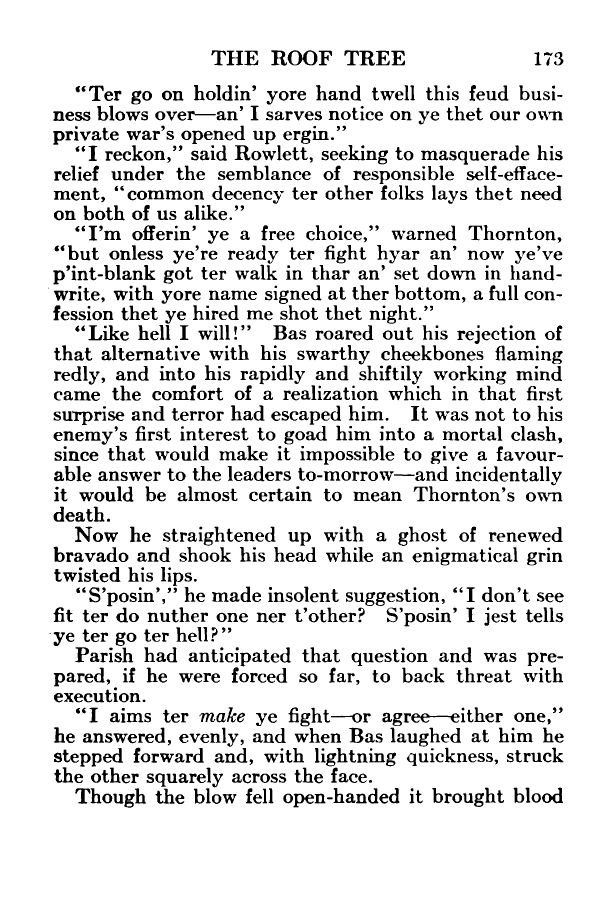 THE ROOF TREE 173
“Ter go on holdin’ yore hand twell this feud busi-
ness blows over—an’ I sarves notice on ye thet our own
private war’s opened up ergin.”
“I reckon,” said Rowlett, seeking to masquerade his
relief under the semblance of responsible self-efface-
ment, “common decency ter other folks lays thet need
on both of us alike.”
“I’m offerin’ ye a free choice,” warned Thornton,
“but onless ye’re ready ter fight hyar an’ now ye’ve
p’int-blank got ter walk in thar an’ set down in hand-
write, with yore name signed at ther bottom, a full con-
fession thet ye hired me shot thet night.”
“Like hell I will!” Bas roared out his rejection of
that alternative with his swarthy cheekbones flaming
redly, and into his rapidly and shiftily working mind
came the comfort of a realization which in that first
surprise and terror had escaped him. It was not to his
enemy’s first interest to goad him into a mortal clash,
since that would make it impossible to give a favour-
able answer to the leaders to-morrow—and incidentally
it would be almost certain to mean Thornton’s own
death.
Now he straightened up with a ghost of renewed
bravado and shook his head while an enigmatical grin
twisted his lips.
“S’posin’,” he made insolent suggestion, “I don’t see
fit ter do nuther one ner t’other? S’posin’ I jest tells
ye ter go ter hell?”
Parish had anticipated that question and was pre-
pared, if he were forced so far, to back threat with
execution.
“I aims ter make ye fight—or agree—either one,”
he answered, evenly, and when Bas laughed at him he
stepped forward and, with lightning quickness, struck
the other squarely across the face.
Though the blow fell open-handed it brought blood